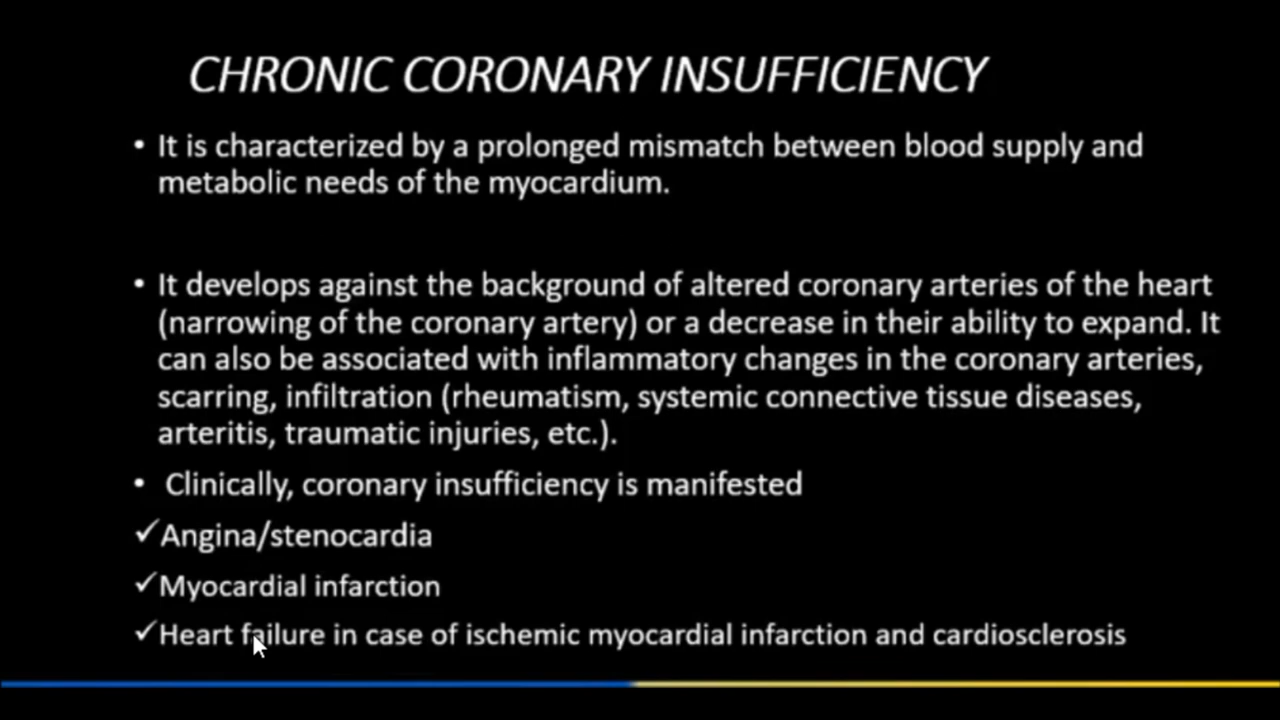 CHRONIC CORONARY INSUFFICIENCY
• It is characterized by a prolonged mismatch between blood supply and
metabolic needs of the myocardium.
• It develops against the background of altered coronary arteries of the heart
(narrowing of the coronary artery) or a decrease in their ability to expand. It
can also be associated with inflammatory changes in the coronary arteries,
scarring, infiltration (rheumatism, systemic connective tissue diseases,
arteritis, traumatic injuries, etc.).
• Clinically, coronary insufficiency is manifested
✓Angina/stenocardia
✓Myocardial infarction
✓Heart failure in case of ischemic myocardial infarction and cardiosclerosis